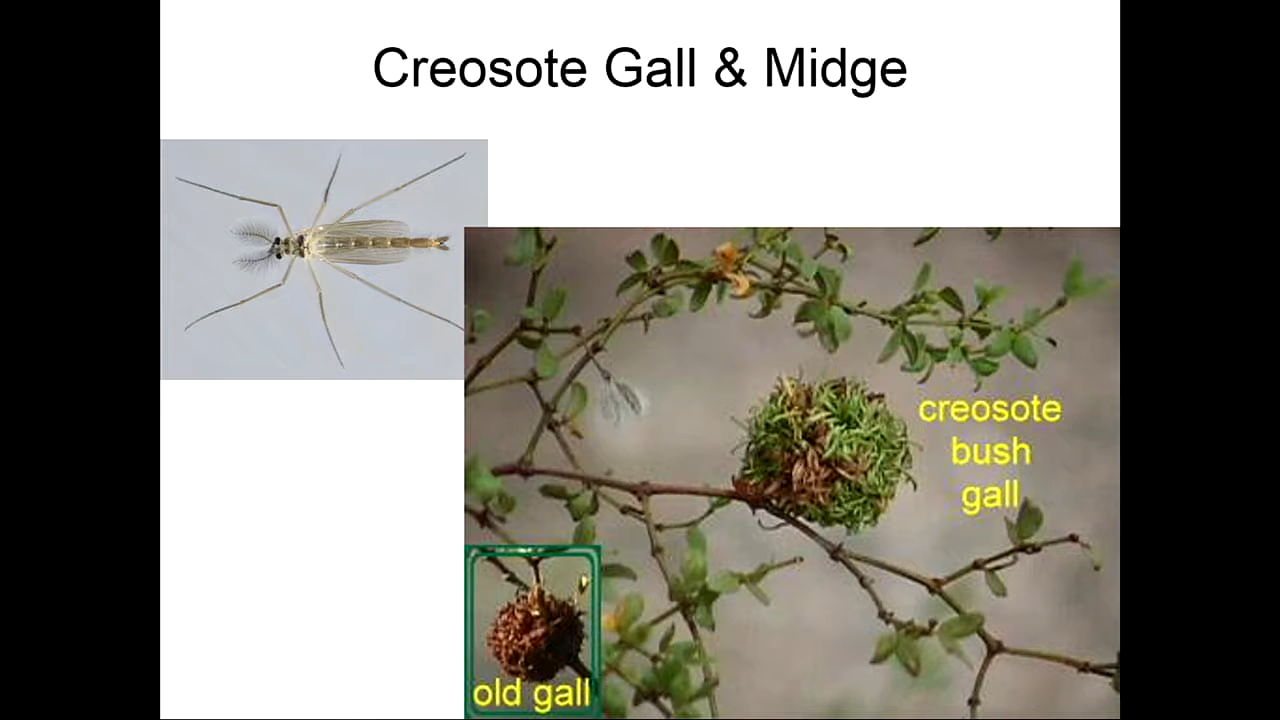 Creosote Gall & Midge
creosote
bush
gall
old gall